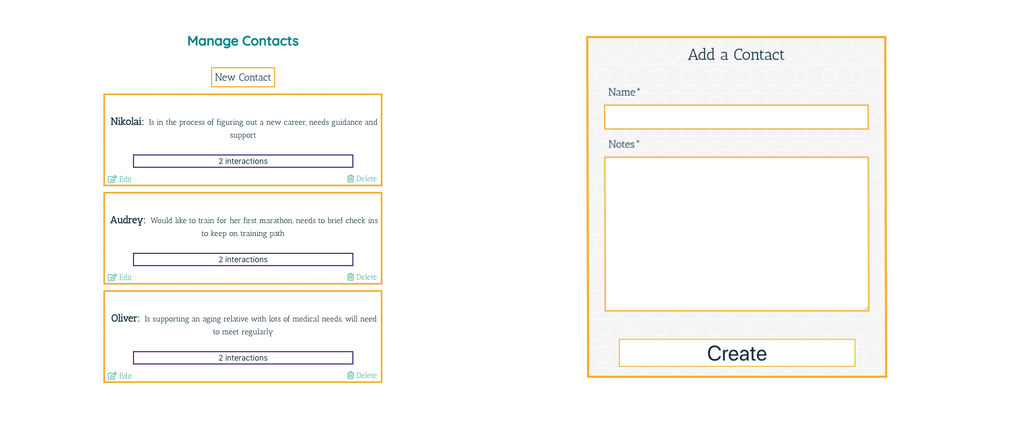 Manage Contacts
New Contact
Nikolai: Is in the process of figuring out a new career, needs guidance and
support
2 interactions
Edit Delete
Audrey: Would like to train for her first marathon, needs to brief check ins
to keep on training path
2 interactions
Edit Delete
Oliver: Is supporting an aging relative with lots of medical needs, will need
to meet regularly
2 interactions
Edit Delete
Add a Contact
Name*
Notes*
Create